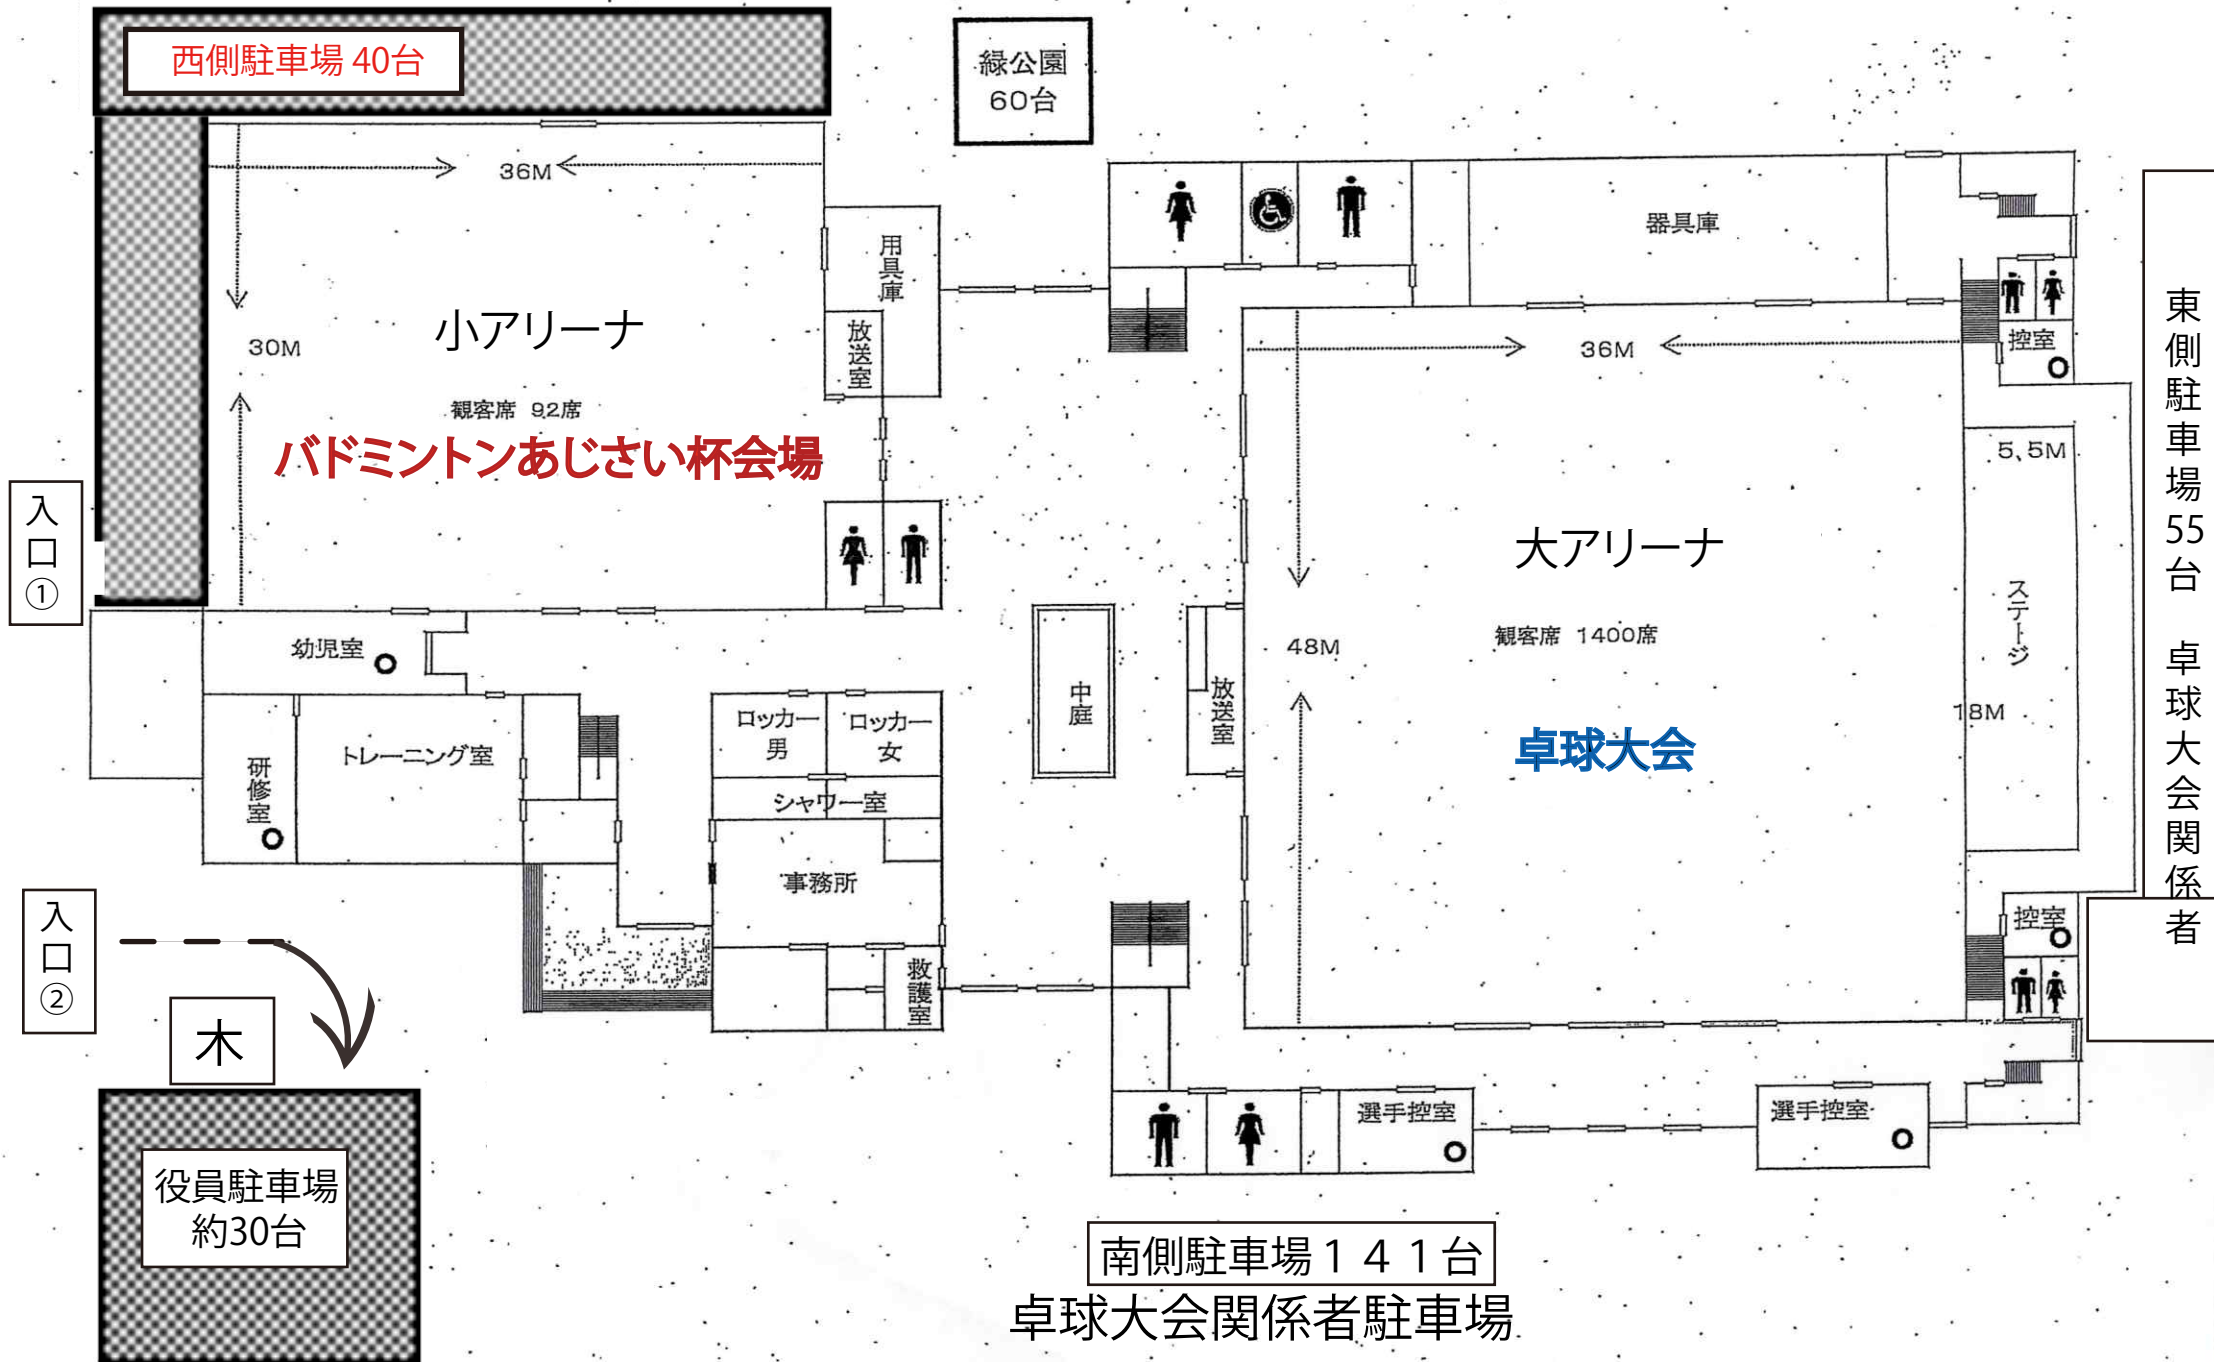 西側駐車場 40台
緑公園
60台
36M
30M
小アリーナ
観客席 92席
バドミントンあじさい杯会場
用具庫
放送室
器具庫
控室
36M
5,5M
大アリーナ
観客席 1400席
48M
卓球大会
ステージ
18M
東側駐車場55台 卓球大会関係者
入口①
幼児室
研修室
トレーニング室
ロッカー
男
ロッカー
女
シャワー室
事務所
救護室
中庭
放送室
控室
入口②
木
役員駐車場
約30台
選手控室
選手控室
南側駐車場141台
卓球大会関係者駐車場